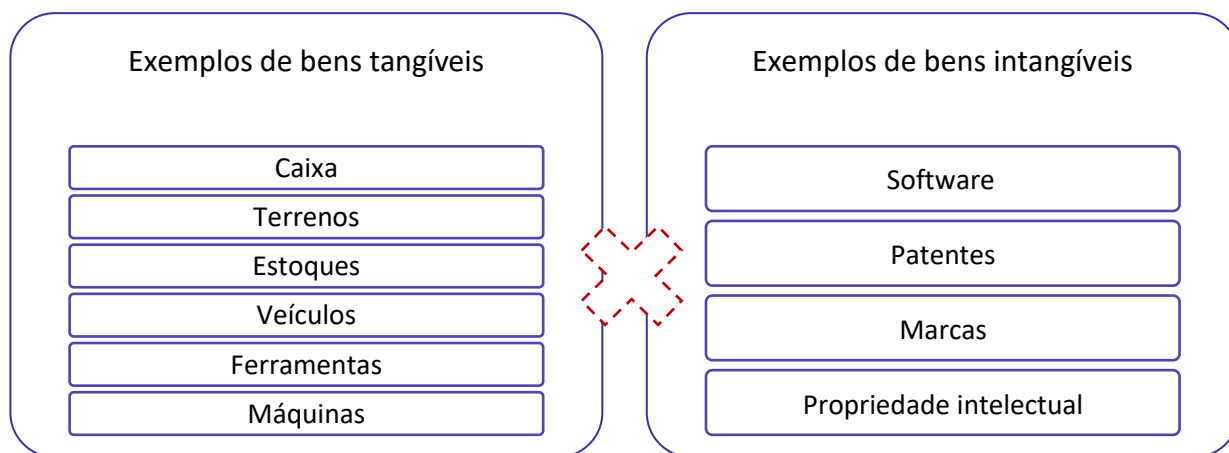 Exemplos de bens tangíveis
Caixa
Terrenos
Estoques
Veículos
Ferramentas
Máquinas
Exemplos de bens intangíveis
Software
Patentes
Marcas
Propriedade intelectual